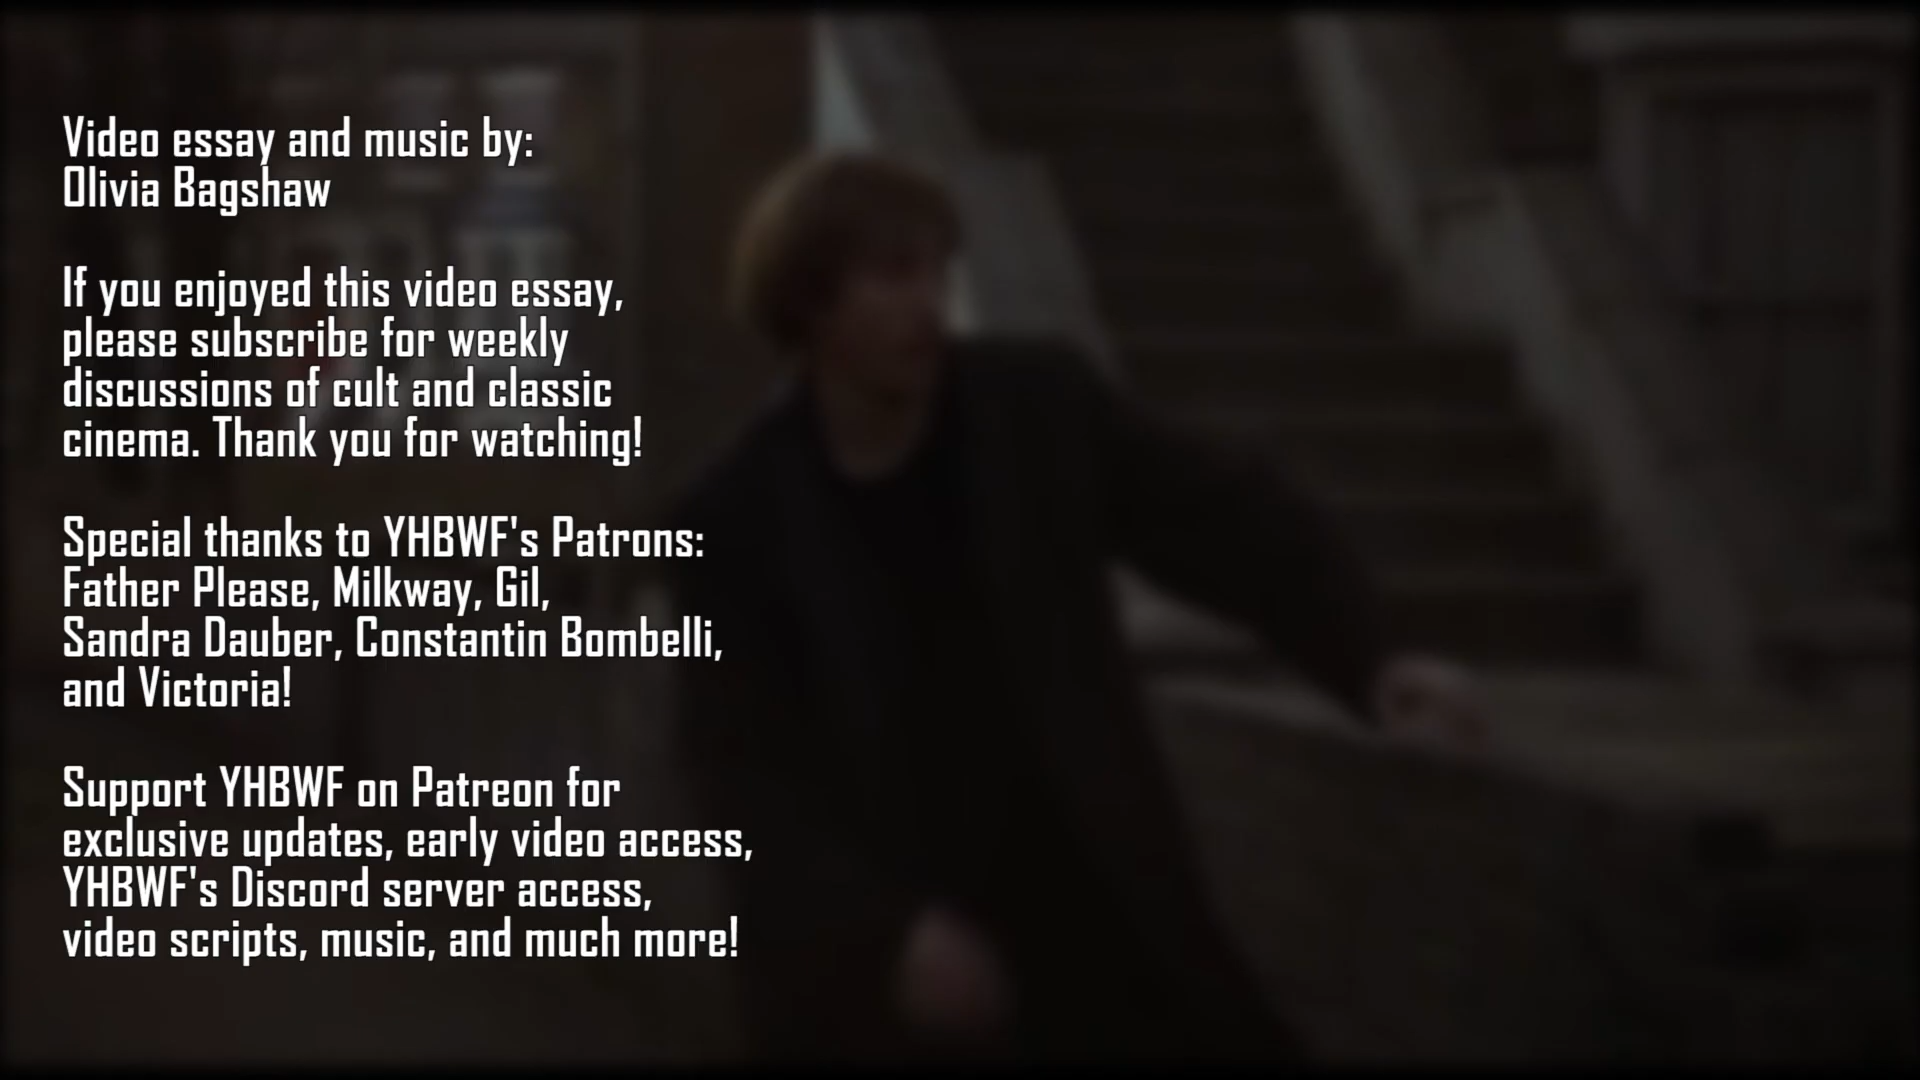 Video essay and music by:
Olivia Bagshaw
If you enjoyed this video essay,
please subscribe for weekly
discussions of cult and classic
cinema. Thank you for watching!
Special thanks to YHBWF's Patrons:
Father Please, Milkway, Gil,
Sandra Dauber, Constantin Bombelli,
and Victoria!
Support YHBWF on Patreon for
exclusive updates, early video access,
YHBWF's Discord server access,
video scripts, music, and much more!